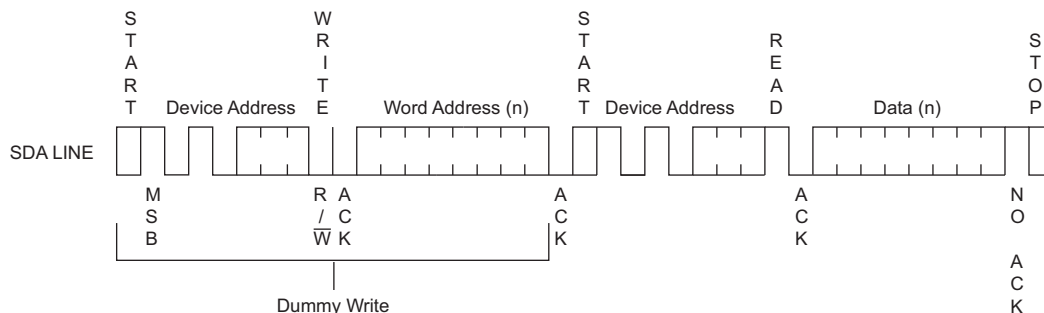 START
WRITE
START
READ
STOP
Device Address
Word Address (n)
Device Address
Data (n)
SDA LINE
MSB
R/W
ACK
ACK
ACK
NO ACK
Dummy Write